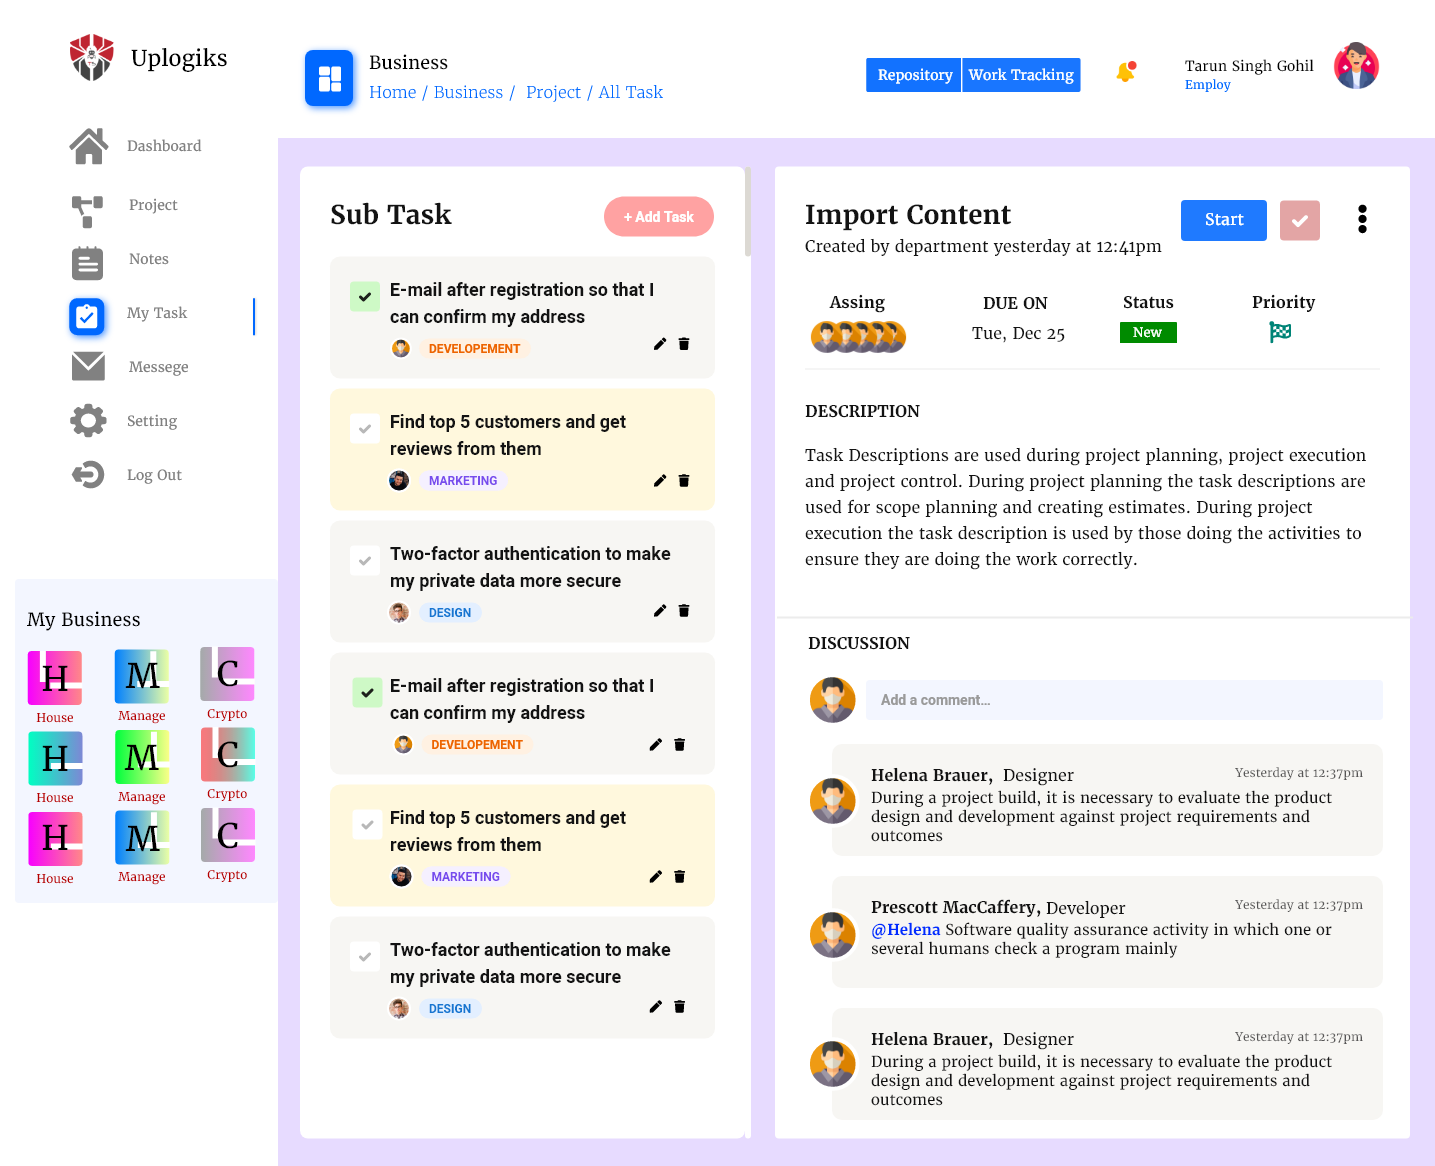 Uplogiks
Dashboard
Project
Notes
My Task
Messege
Setting
Log Out
My Business
H
M
C
House
Manage
Crypto
H
M
C
House
Manage
Crypto
H
M
C
House
Manage
Crypto
Business
Home / Business / Project / All Task
Repository
Work Tracking
Tarun Singh Gohil
Employ
Sub Task
+ Add Task
E-mail after registration so that I
can confirm my address
DEVELOPEMENT
Find top 5 customers and get
reviews from them
MARKETING
Two-factor authentication to make
my private data more secure
DESIGN
E-mail after registration so that I
can confirm my address
DEVELOPEMENT
Find top 5 customers and get
reviews from them
MARKETING
Two-factor authentication to make
my private data more secure
DESIGN
Import Content
Start
Created by department yesterday at 12:41pm
Assing
DUE ON
Tue, Dec 25
Status
New
Priority
DESCRIPTION
Task Descriptions are used during project planning, project execution
and project control. During project planning the task descriptions are
used for scope planning and creating estimates. During project
execution the task description is used by those doing the activities to
ensure they are doing the work correctly.
DISCUSSION
Add a comment...
Helena Brauer, Designer
Yesterday at 12:37pm
During a project build, it is necessary to evaluate the product
design and development against project requirements and
outcomes
Prescott MacCaffery, Developer
Yesterday at 12:37pm
@Helena Software quality assurance activity in which one or
several humans check a program mainly
Helena Brauer, Designer
Yesterday at 12:37pm
During a project build, it is necessary to evaluate the product
design and development against project requirements and
outcomes